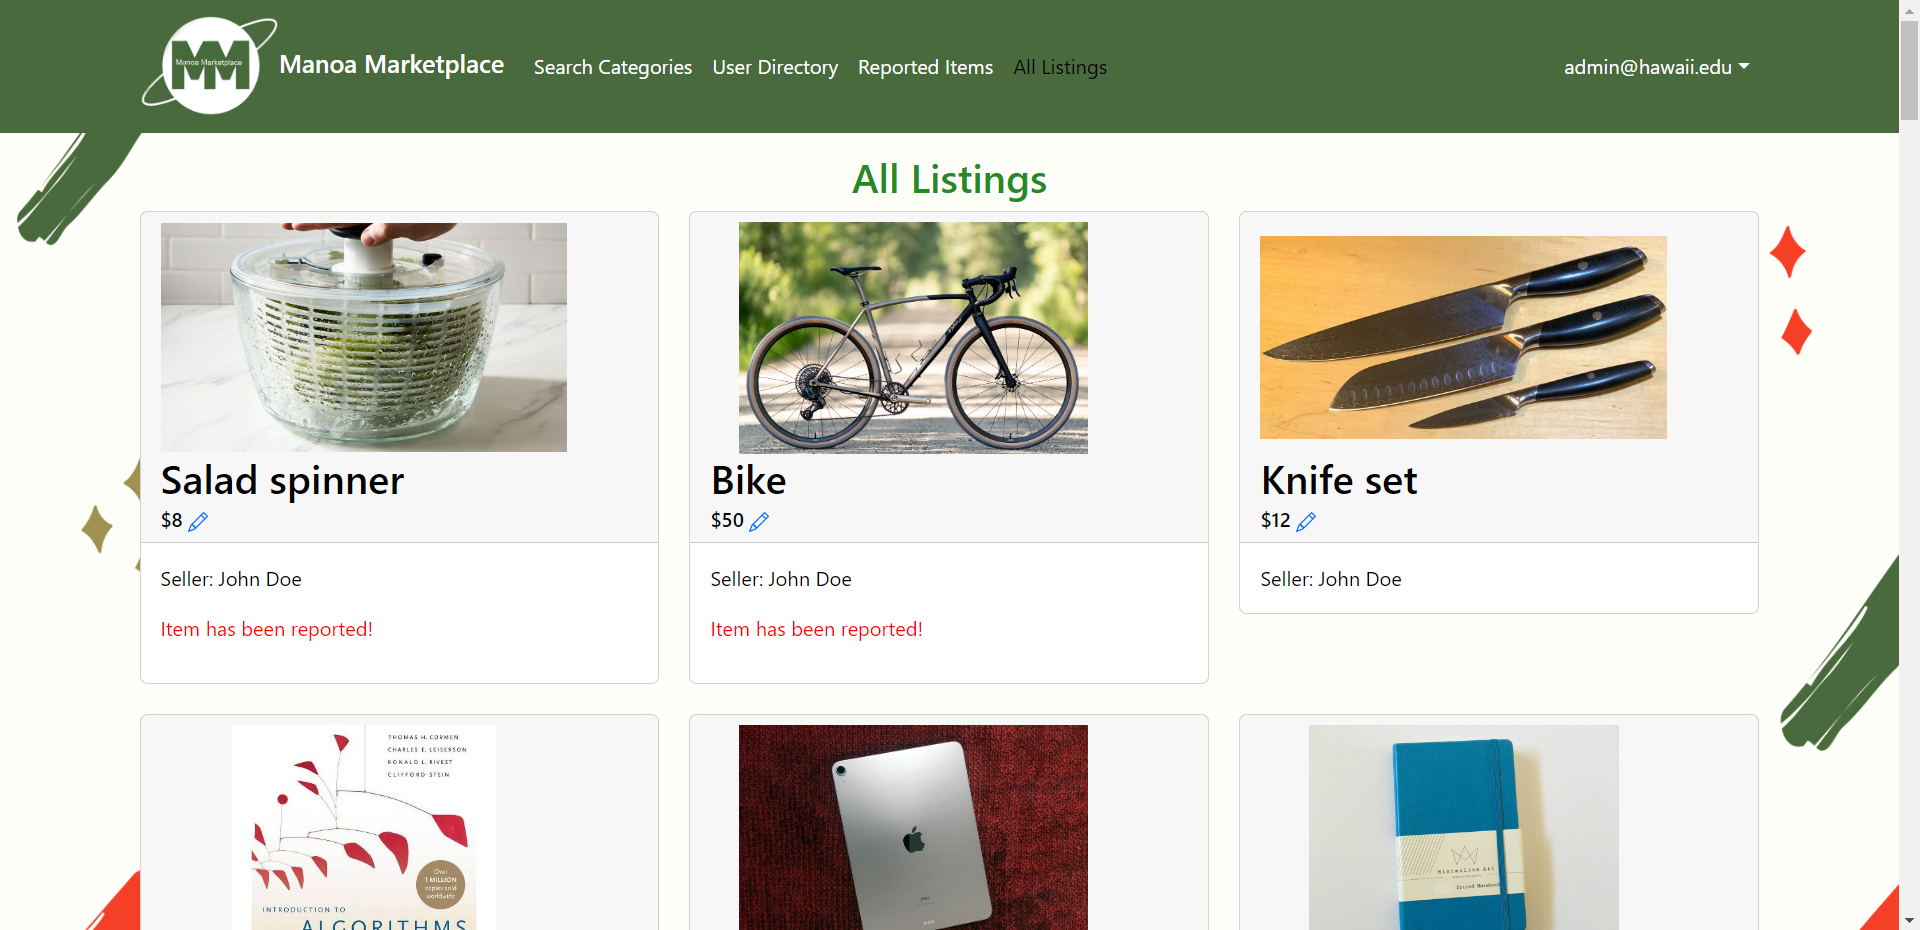 Manoa Marketplace
Manoa Marketplace
Search Categories
User Directory
Reported Items
All Listings
admin@hawaii.edu
All Listings
Salad spinner
$8
Seller: John Doe
Item has been reported!
Bike
$50
Seller: John Doe
Item has been reported!
Knife set
$12
Seller: John Doe
THOMAS H. CORMEN
CHARLES E. LEISERSON
RONALD L. RIVEST
CLIFFORD STEIN
Over
1 MILLION
copies sold
worldwide
INTRODUCTION TO
ALGORITHMS
iPad
Minimalism Art
Dotted Notebook